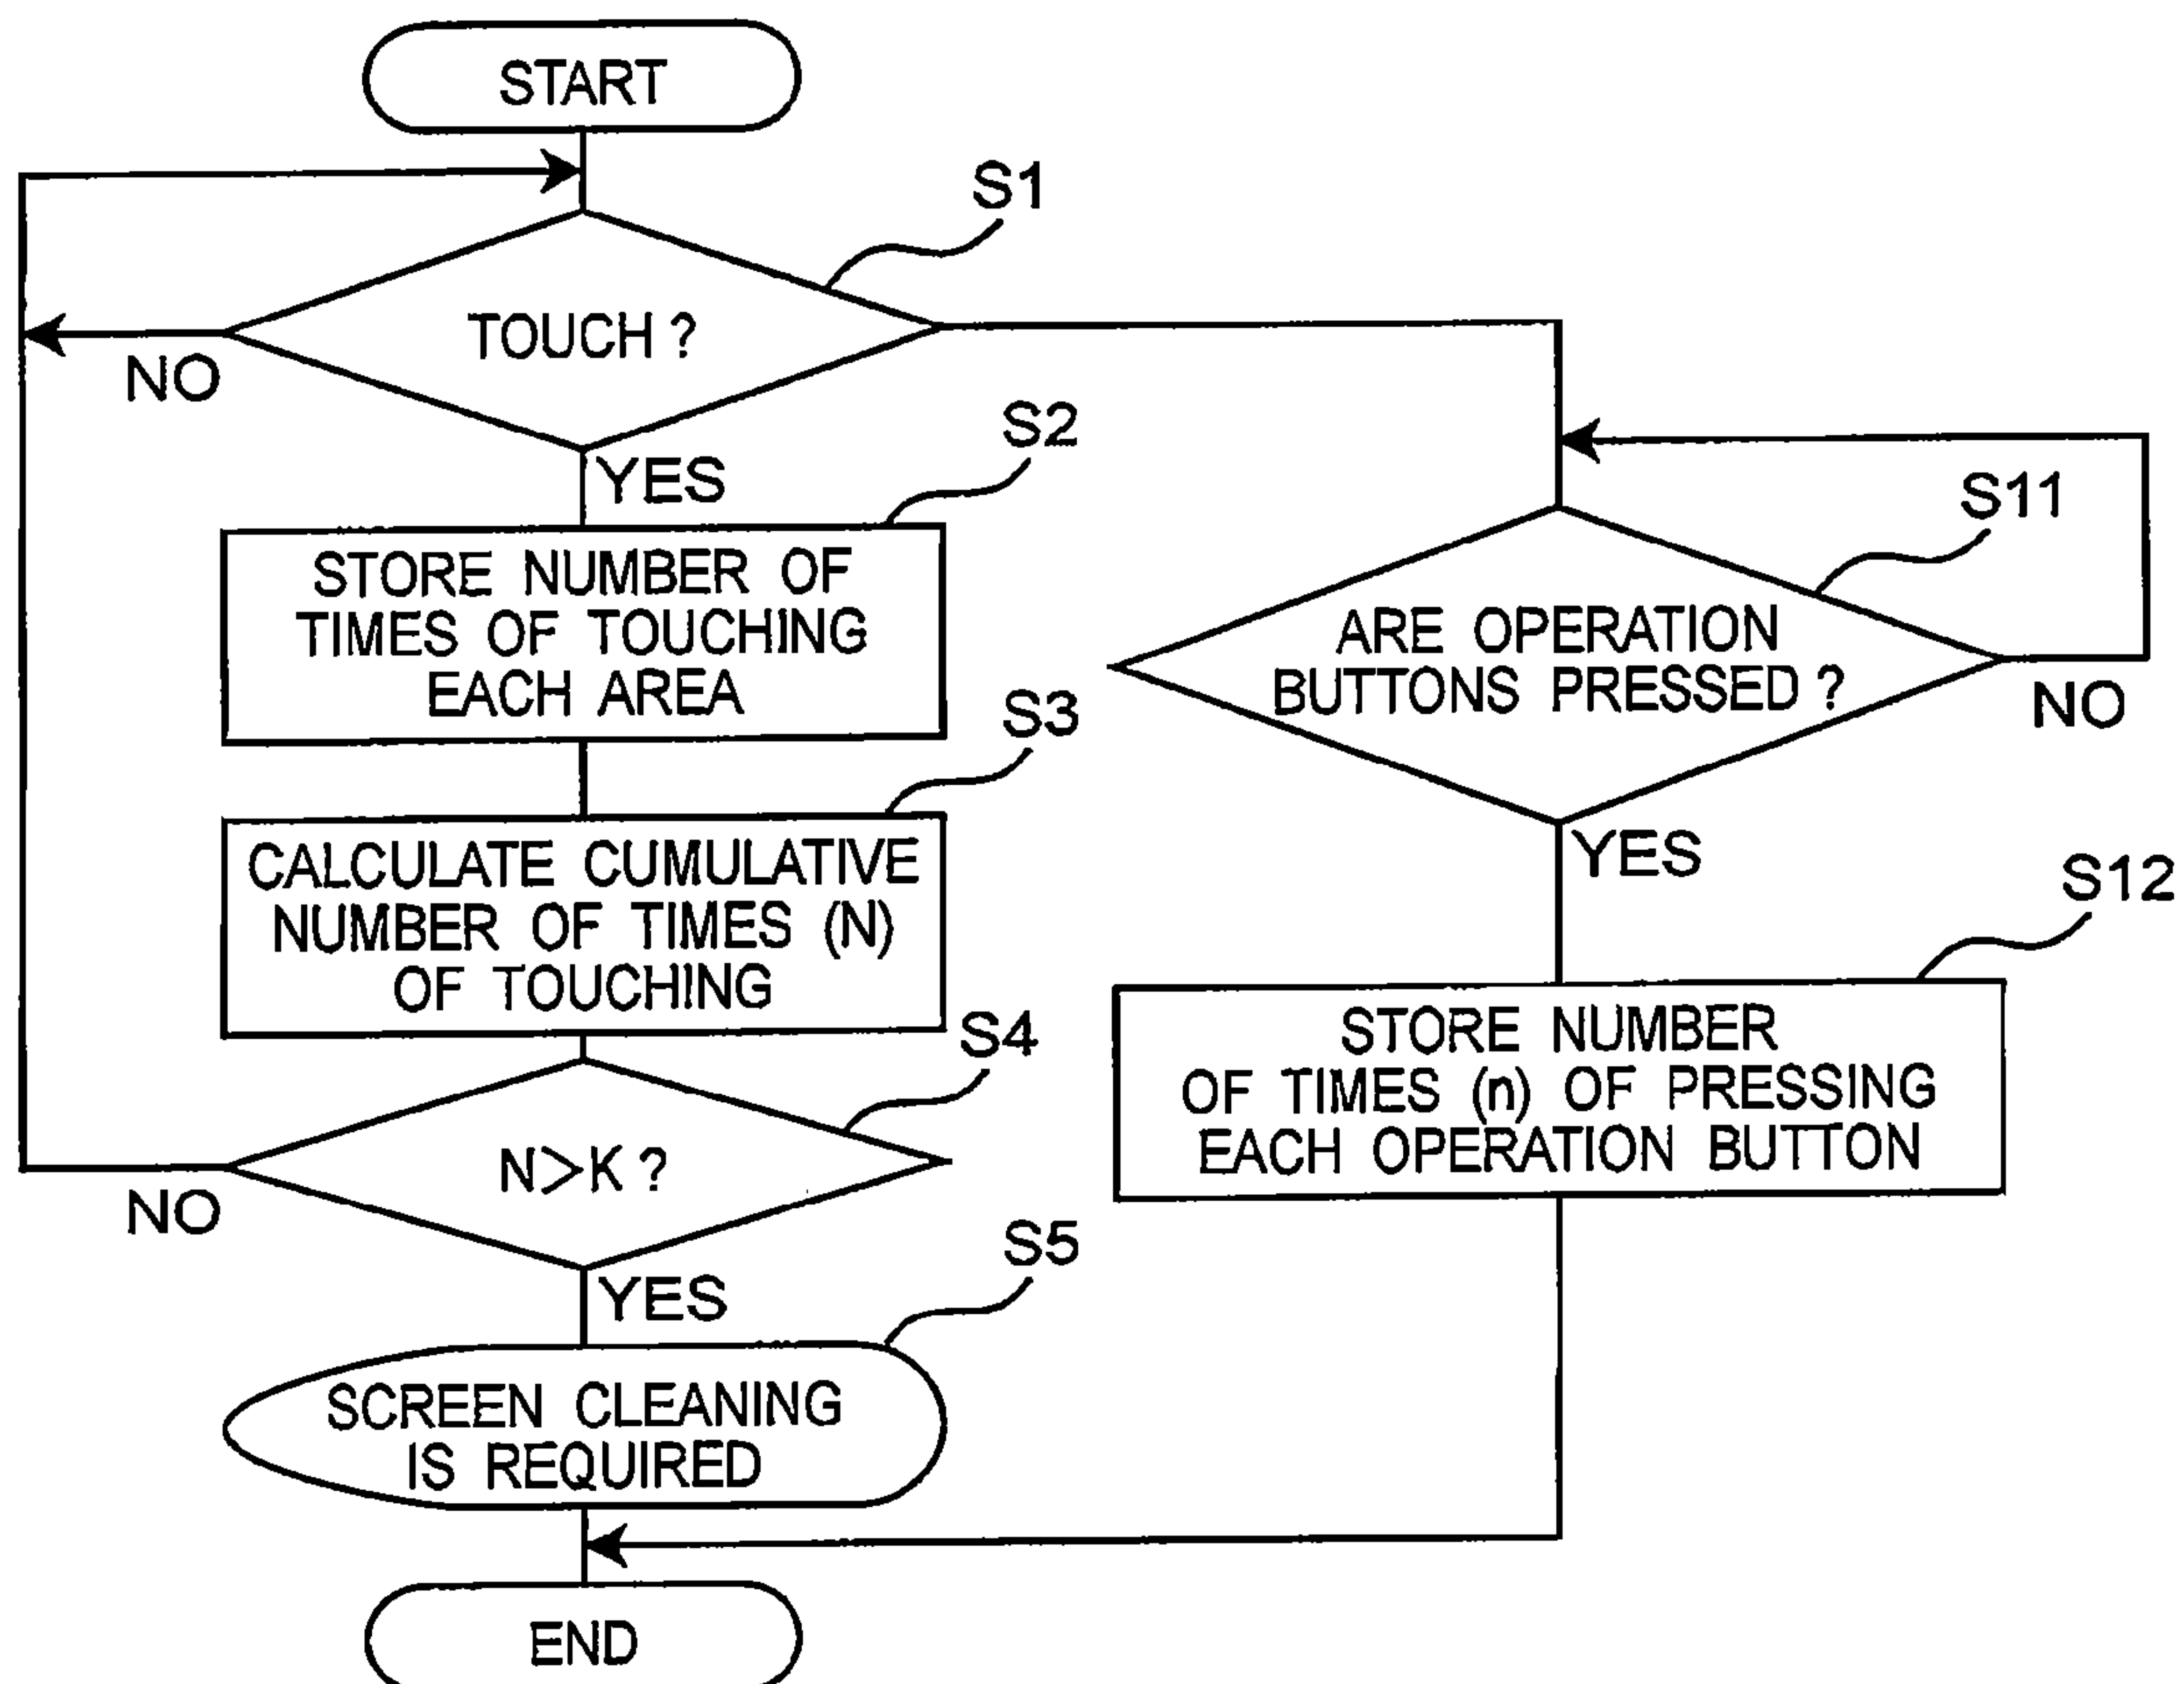 START
S1
TOUCH ?
NO
YES
S2
STORE NUMBER OF
TIMES OF TOUCHING
EACH AREA
S3
CALCULATE CUMULATIVE
NUMBER OF TIMES (N)
OF TOUCHING
S4
N>K ?
NO
YES
S5
SCREEN CLEANING
IS REQUIRED
END
S11
ARE OPERATION
BUTTONS PRESSED ?
NO
YES
S12
STORE NUMBER
OF TIMES (n) OF PRESSING
EACH OPERATION BUTTON